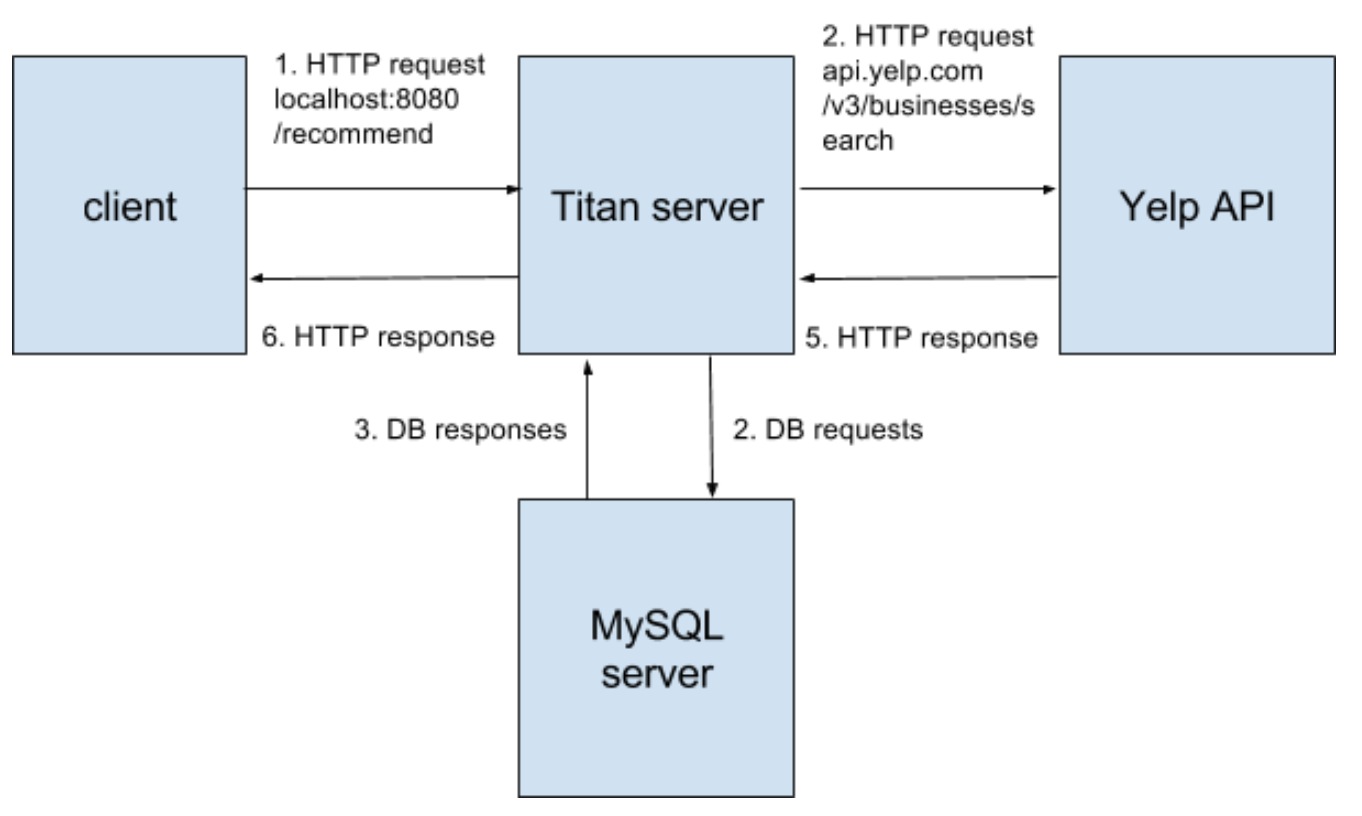 1. HTTP request
localhost:8080
/recommend
2. HTTP request
api.yelp.com
/v3/businesses/s
earch
client
Titan server
Yelp API
6. HTTP response
5. HTTP response
3. DB responses
2. DB requests
MySQL
server